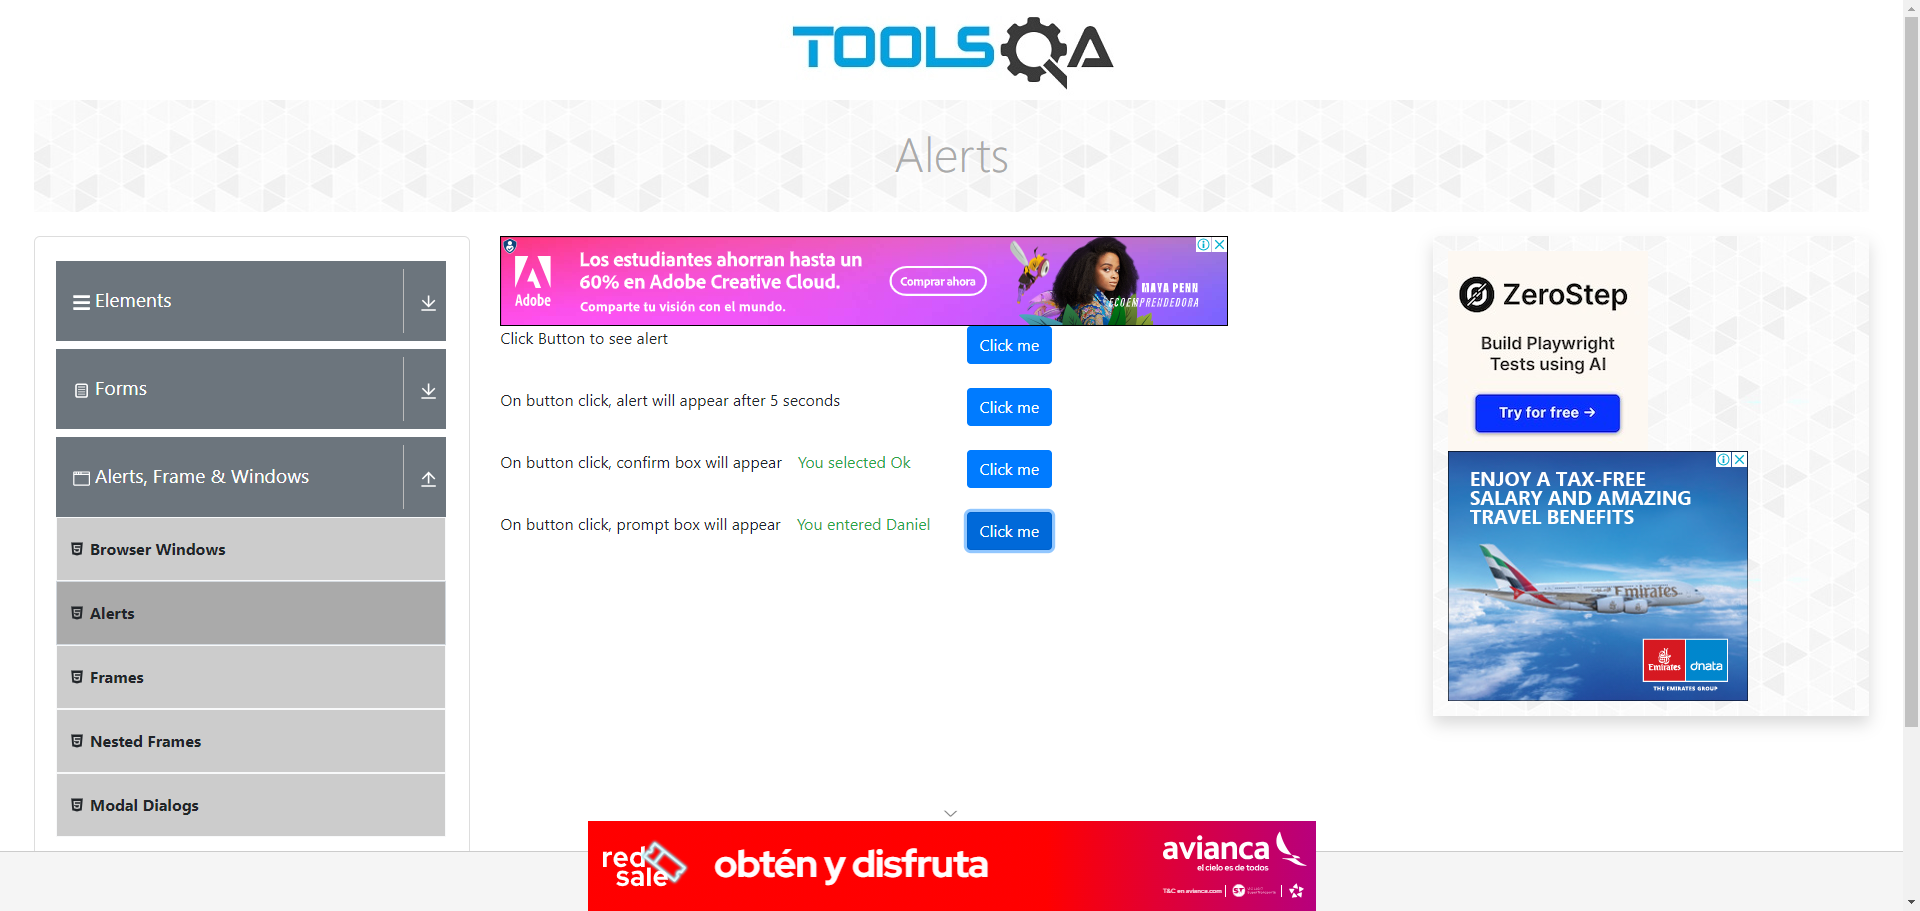 TOOLSQA
Alerts
Elements
Forms
Alerts, Frame & Windows
Browser Windows
Alerts
Frames
Nested Frames
Modal Dialogs
Adobe
Los estudiantes ahorran hasta un
60% en Adobe Creative Cloud.
Comparte tu visión con el mundo.
Comprar ahora
MAYA PENN
ECOEMPRENDEDORA
Click Button to see alert
Click me
On button click, alert will appear after 5 seconds
Click me
On button click, confirm box will appear You selected Ok
Click me
On button click, prompt box will appear You entered Daniel
Click me
ZeroStep
Build Playwright
Tests using AI
Try for free →
ENJOY A TAX-FREE
SALARY AND AMAZING
TRAVEL BENEFITS
Emirates
Emirates
dnata
THE EMIRATES GROUP
red
sale
obtén y disfruta
avianca
el cielo es de todos
T&C en avianca.com